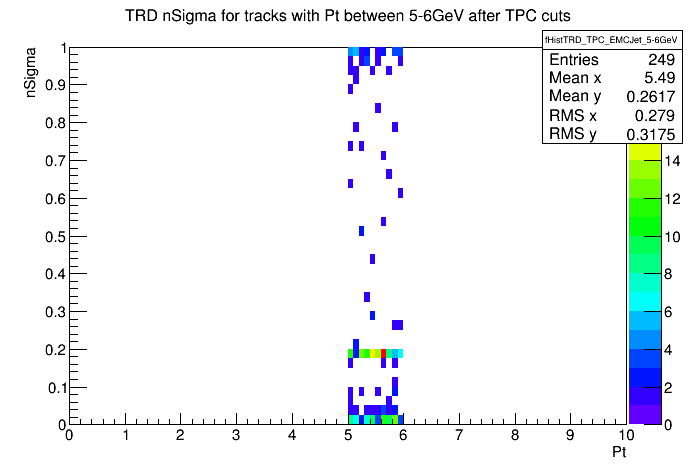 TRD nSigma for tracks with Pt between 5-6GeV after TPC cuts
fHistTRD_TPC_EMCJet_5-6GeV
Entries 249
Mean x 5.49
Mean y 0.2617
RMS x 0.279
RMS y 0.3175
nSigma
1
0.9
0.8
0.7
0.6
0.5
0.4
0.3
0.2
0.1
0
0 1 2 3 4 5 6 7 8 9 10
Pt
14
12
10
8
6
4
2
0